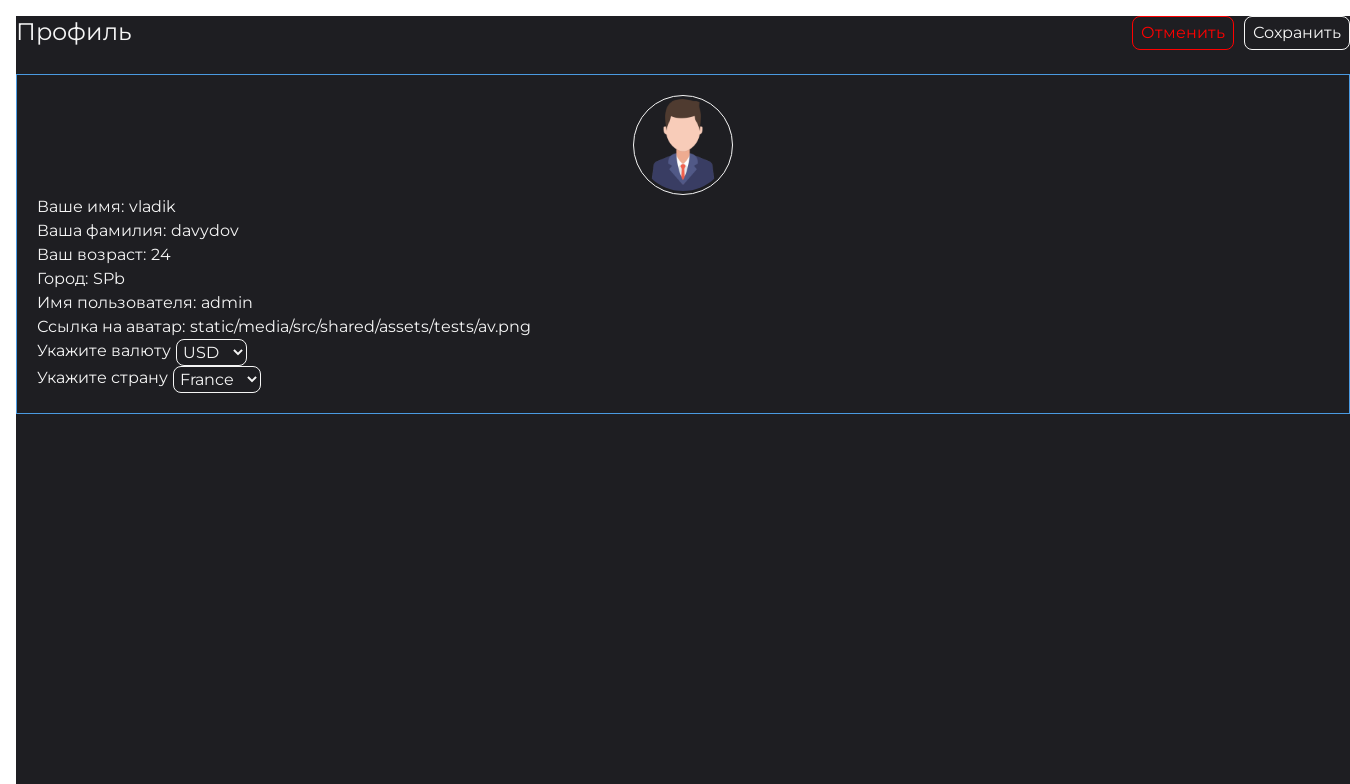 Профиль
Отменить
Сохранить
Ваше имя: vladik
Ваша фамилия: davydov
Ваш возраст: 24
Город: SPb
Имя пользователя: admin
Ссылка на аватар: static/media/src/shared/assets/tests/av.png
Укажите валюту USD
Укажите страну France